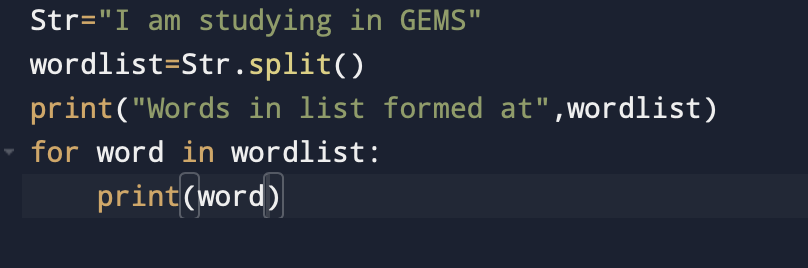 Str="I am studying in GEMS"
wordlist=Str.split()
print("Words in list formed at",wordlist)
for word in wordlist:
    print(word)